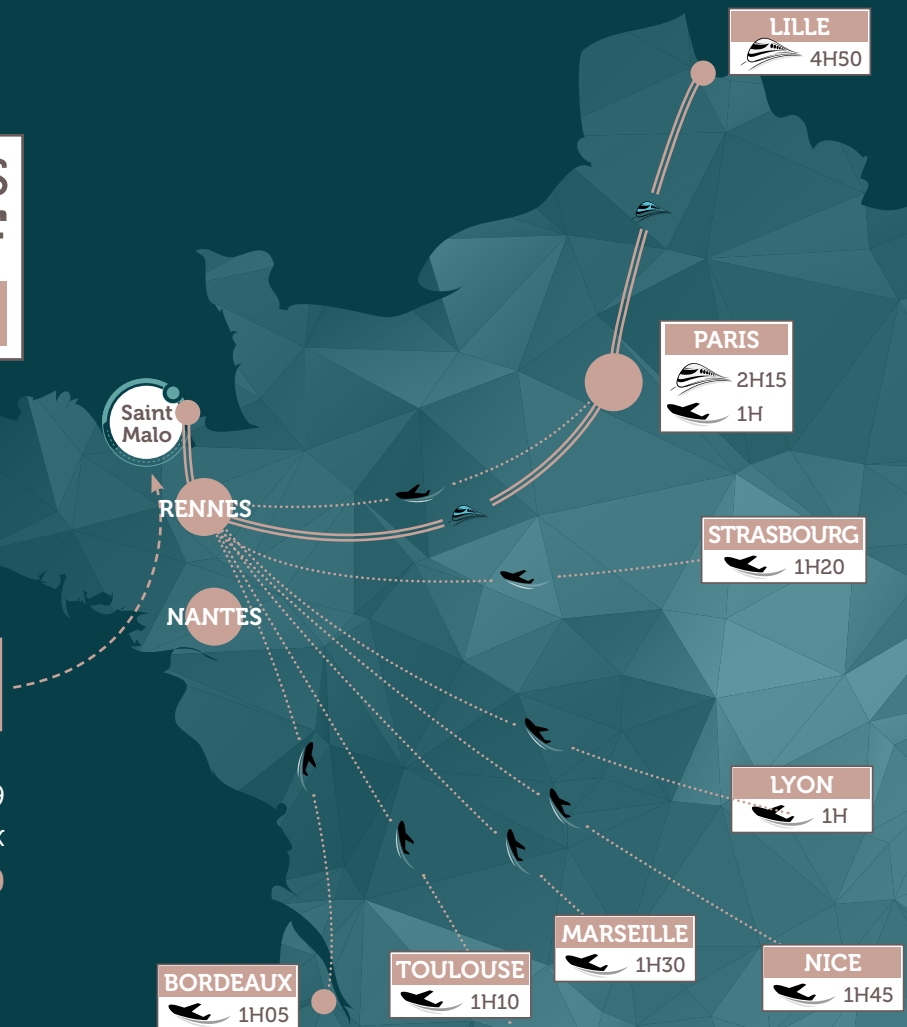 LILLE
4H50
S
PARIS
2H15
1H
Saint
Malo
RENNES
STRASBOURG
1H20
NANTES
LYON
1H
MARSEILLE
1H30
NICE
1H45
TOULOUSE
1H10
BORDEAUX
1H05